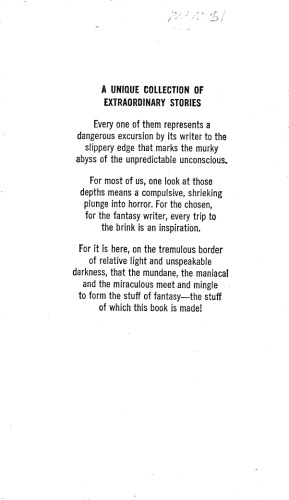 A UNIQUE COLLECTION OF
EXTRAORDINARY STORIES
Every one of them represents a
dangerous excursion by its writer to the
slippery edge that marks the murky
abyss of the unpredictable unconscious.
For most of us, one look at those
depths means a compulsive, shrieking
plunge into horror. For the chosen,
for the fantasy writer, every trip to
the brink is an inspiration.
For it is here, on the tremulous border
of relative light and unspeakable
darkness, that the mundane, the maniacal
and the miraculous meet and mingle
to form the stuff of fantasy—the stuff
of which this book is made!